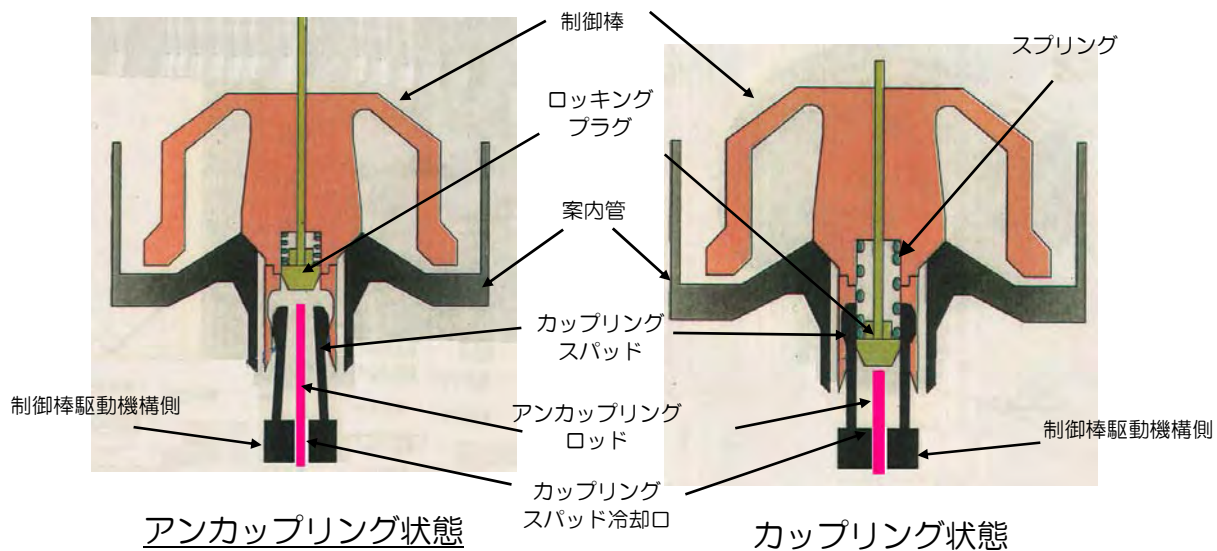 制御棒
スプリング
ロッキング
プラグ
案内管
カップリング
スパッド
制御棒駆動機構側
アンカップリング
ロッド
制御棒駆動機構側
カップリング
スパッド冷却口
アンカップリング状態
カップリング状態